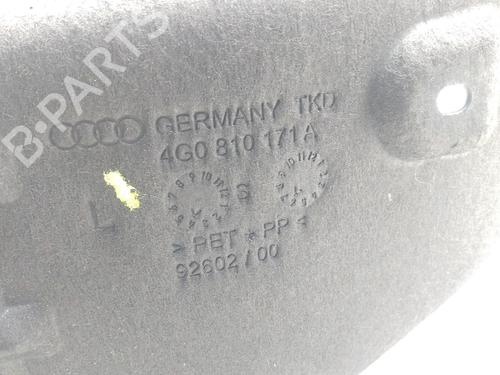 B-PARTS
GERMANY TKD
4G0 810 171 A
L S
> PET + PP <
92602 / 00